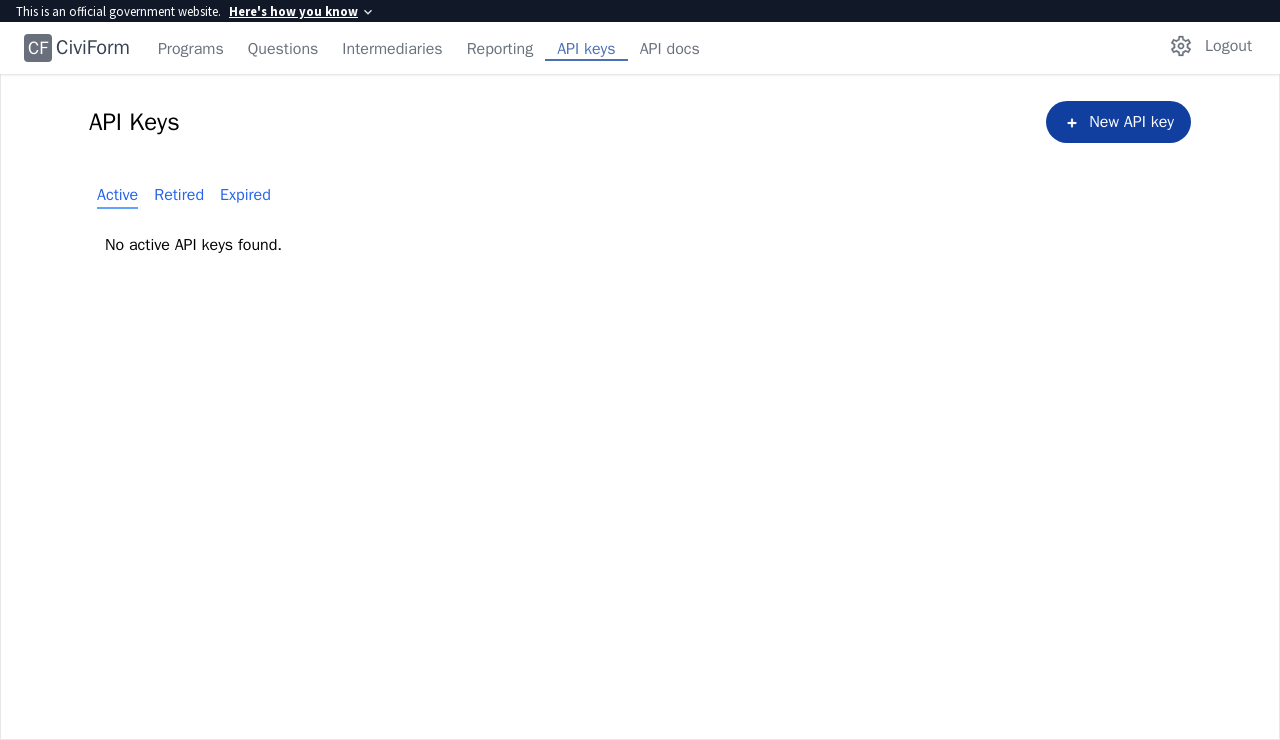 This is an official government website. Here's how you know
CF CiviForm Programs Questions Intermediaries Reporting API keys API docs Logout
API Keys
+ New API key
Active Retired Expired
No active API keys found.